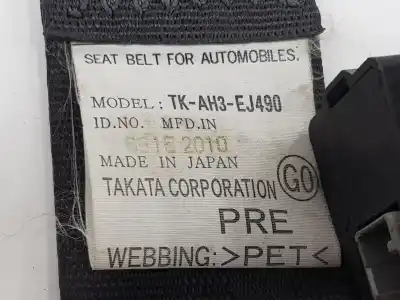 SEAT BELT FOR AUTOMOBILES.
MODEL: TK-AH3-EJ490
ID.NO. MFD.IN
2010
MADE IN JAPAN
TAKATA CORPORATION GO
PRE
WEBBING: >PET<